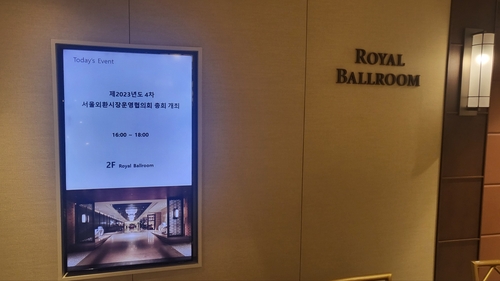 Today's Event
제2023년도 4차
서울외환시장운영협의회 총회 개최
16:00 ~ 18:00
2F Royal Ballroom
ROYAL
BALLROOM